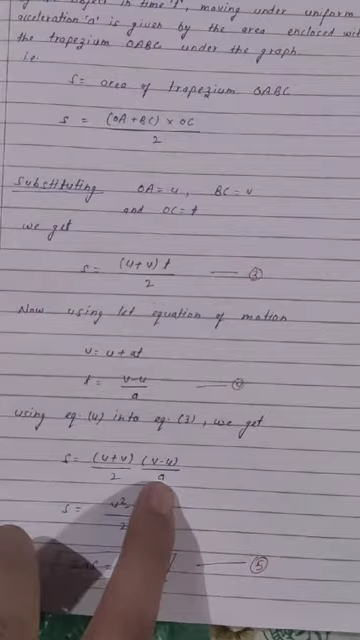 object in time 't', moving under uniform
acceleration 'a' is given by the area enclosed
the trapezium OABC under the graph
i.e.
s = area of trapezium OABC
s = (OA + BC) × OC / 2
Substituting OA = u, BC = v
and OC = t
we get
s = (u+v) t / 2 — (3)
Now using 1st equation of motion
v = u + at
t = v-u / a — (4)
using eq. (4) into eq. (3), we get
s = (u+v) / 2 (v-u) / a
s =
(5)